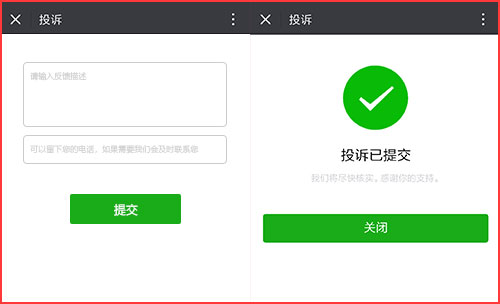 投诉
请输入反馈描述
可以留下您的电话，如果需要我们会及时联系您
提交
投诉
投诉已提交
我们将尽快核实。感谢你的支持。
关闭